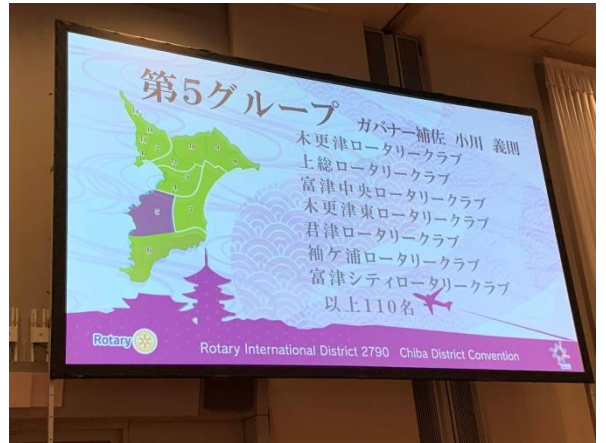 第5グループ
ガバナー補佐 小川 義則
木更津ロータリークラブ
上総ロータリークラブ
富津中央ロータリークラブ
木更津東ロータリークラブ
君津ロータリークラブ
袖ケ浦ロータリークラブ
富津シティロータリークラブ
以上110名
Rotary
Rotary International District 2790 Chiba District Convention